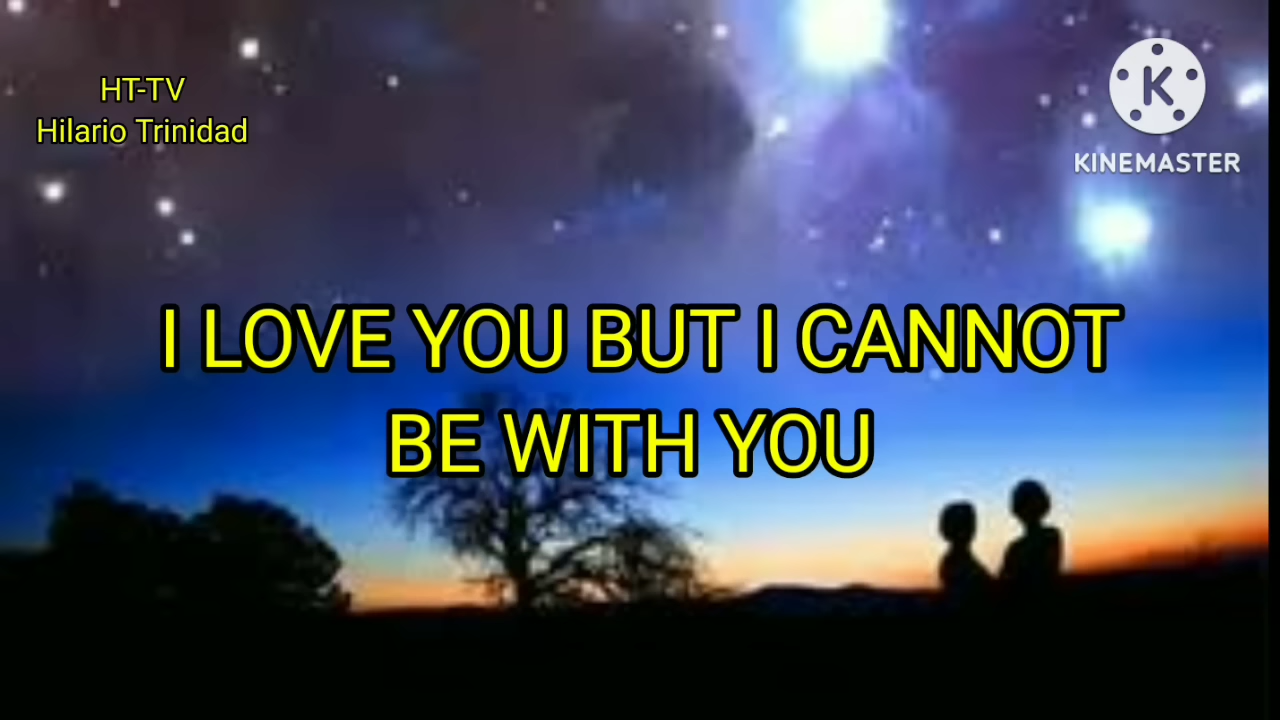 HT-TV
Hilario Trinidad
K
KINEMASTER
I LOVE YOU BUT I CANNOT
BE WITH YOU